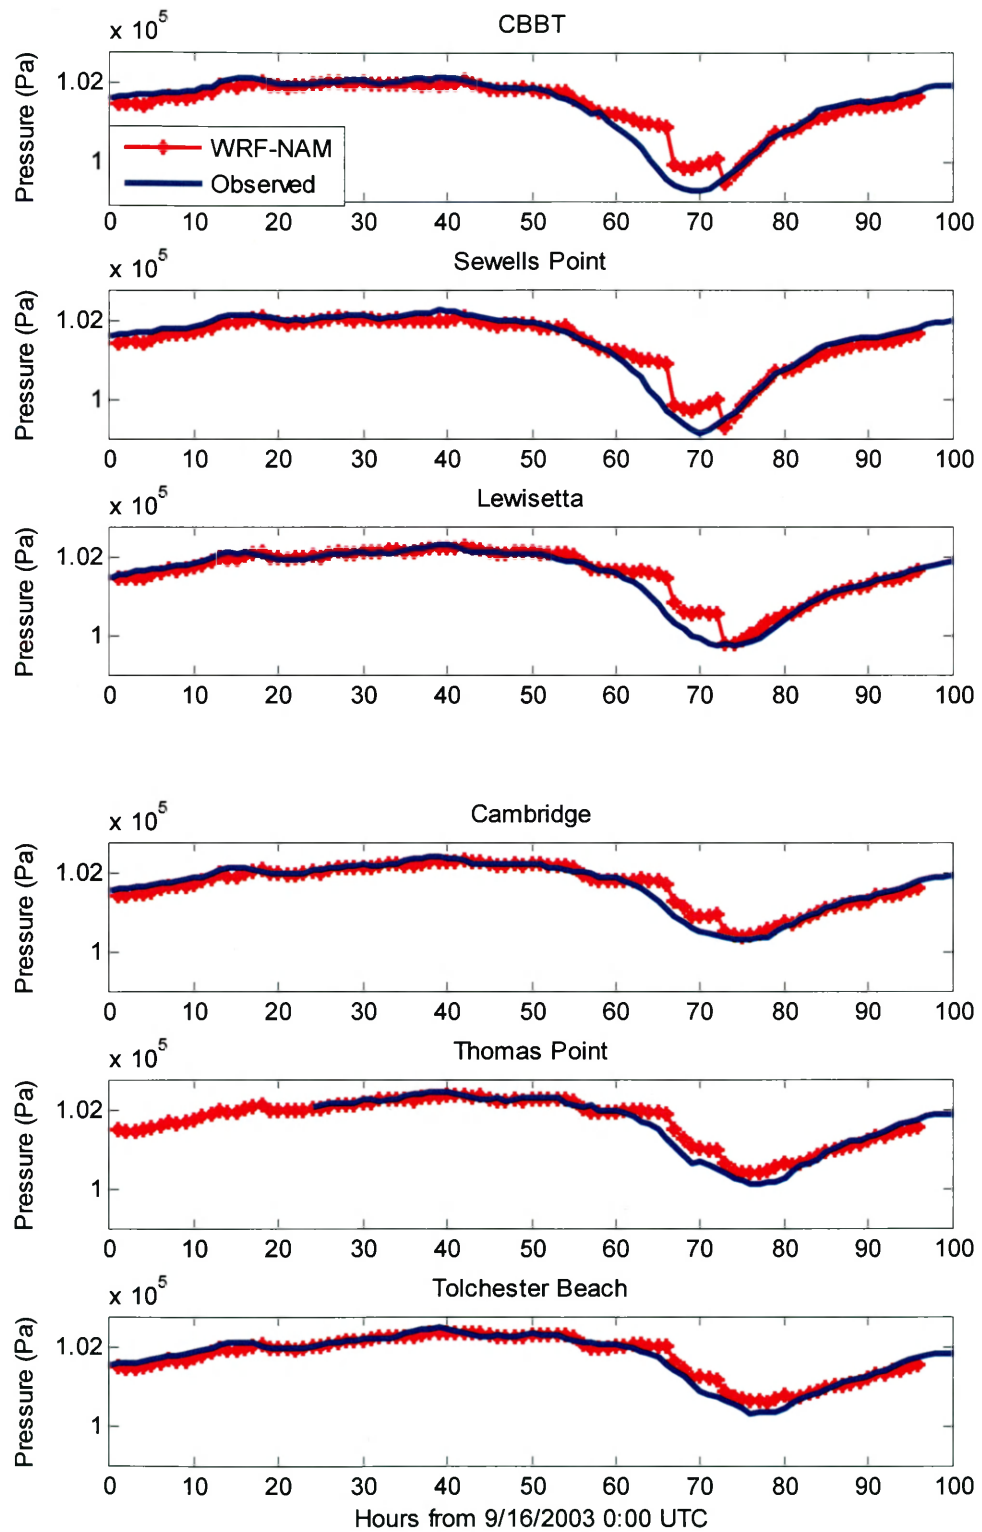 x 10^5
CBBT
Pressure (Pa)
1.02
1
WRF-NAM
Observed
0 10 20 30 40 50 60 70 80 90 100
x 10^5
Sewells Point
Pressure (Pa)
1.02
1
0 10 20 30 40 50 60 70 80 90 100
x 10^5
Lewisetta
Pressure (Pa)
1.02
1
0 10 20 30 40 50 60 70 80 90 100
x 10^5
Cambridge
Pressure (Pa)
1.02
1
0 10 20 30 40 50 60 70 80 90 100
x 10^5
Thomas Point
Pressure (Pa)
1.02
1
0 10 20 30 40 50 60 70 80 90 100
x 10^5
Tolchester Beach
Pressure (Pa)
1.02
1
0 10 20 30 40 50 60 70 80 90 100
Hours from 9/16/2003 0:00 UTC